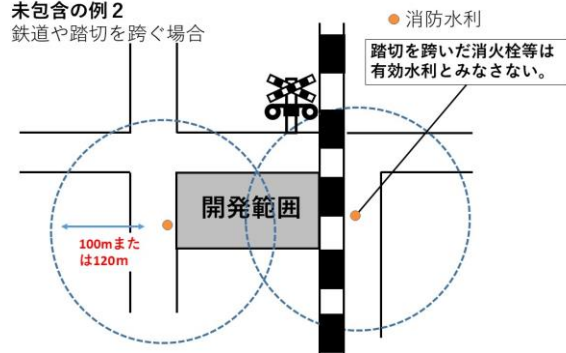 未包含の例2
鉄道や踏切を跨ぐ場合
消防水利
踏切を跨いだ消火栓等は
有効水利とみなさない。
開発範囲
100mまた
は120m